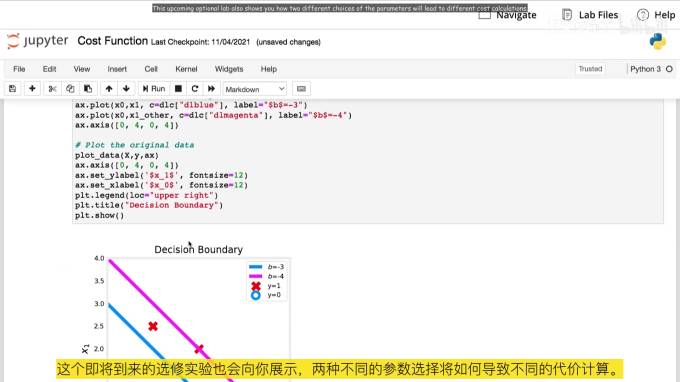 This upcoming optional lab also shows you how two different choices of the parameters will lead to different cost calculations.
Navigate Lab Files Help
jupyter Cost Function Last Checkpoint: 11/04/2021 (unsaved changes)
File Edit View Insert Cell Kernel Widgets Help Trusted Python 3
Run Markdown
ax.plot(x0,x1, c=dlc["dlblue"], label="$b$=-3")
ax.plot(x0,x1_other, c=dlc["dlmagenta"], label="$b$=-4")
ax.axis([0, 4, 0, 4])
# Plot the original data
plot_data(X,y,ax)
ax.axis([0, 4, 0, 4])
ax.set_ylabel('$x_1$', fontsize=12)
ax.set_xlabel('$x_0$', fontsize=12)
plt.legend(loc="upper right")
plt.title("Decision Boundary")
plt.show()
Decision Boundary
4.0
b=-3
b=-4
3.5
y=1
y=0
3.0
2.5
x1
2.0
这个即将到来的选修实验也会向你展示，两种不同的参数选择将如何导致不同的代价计算。